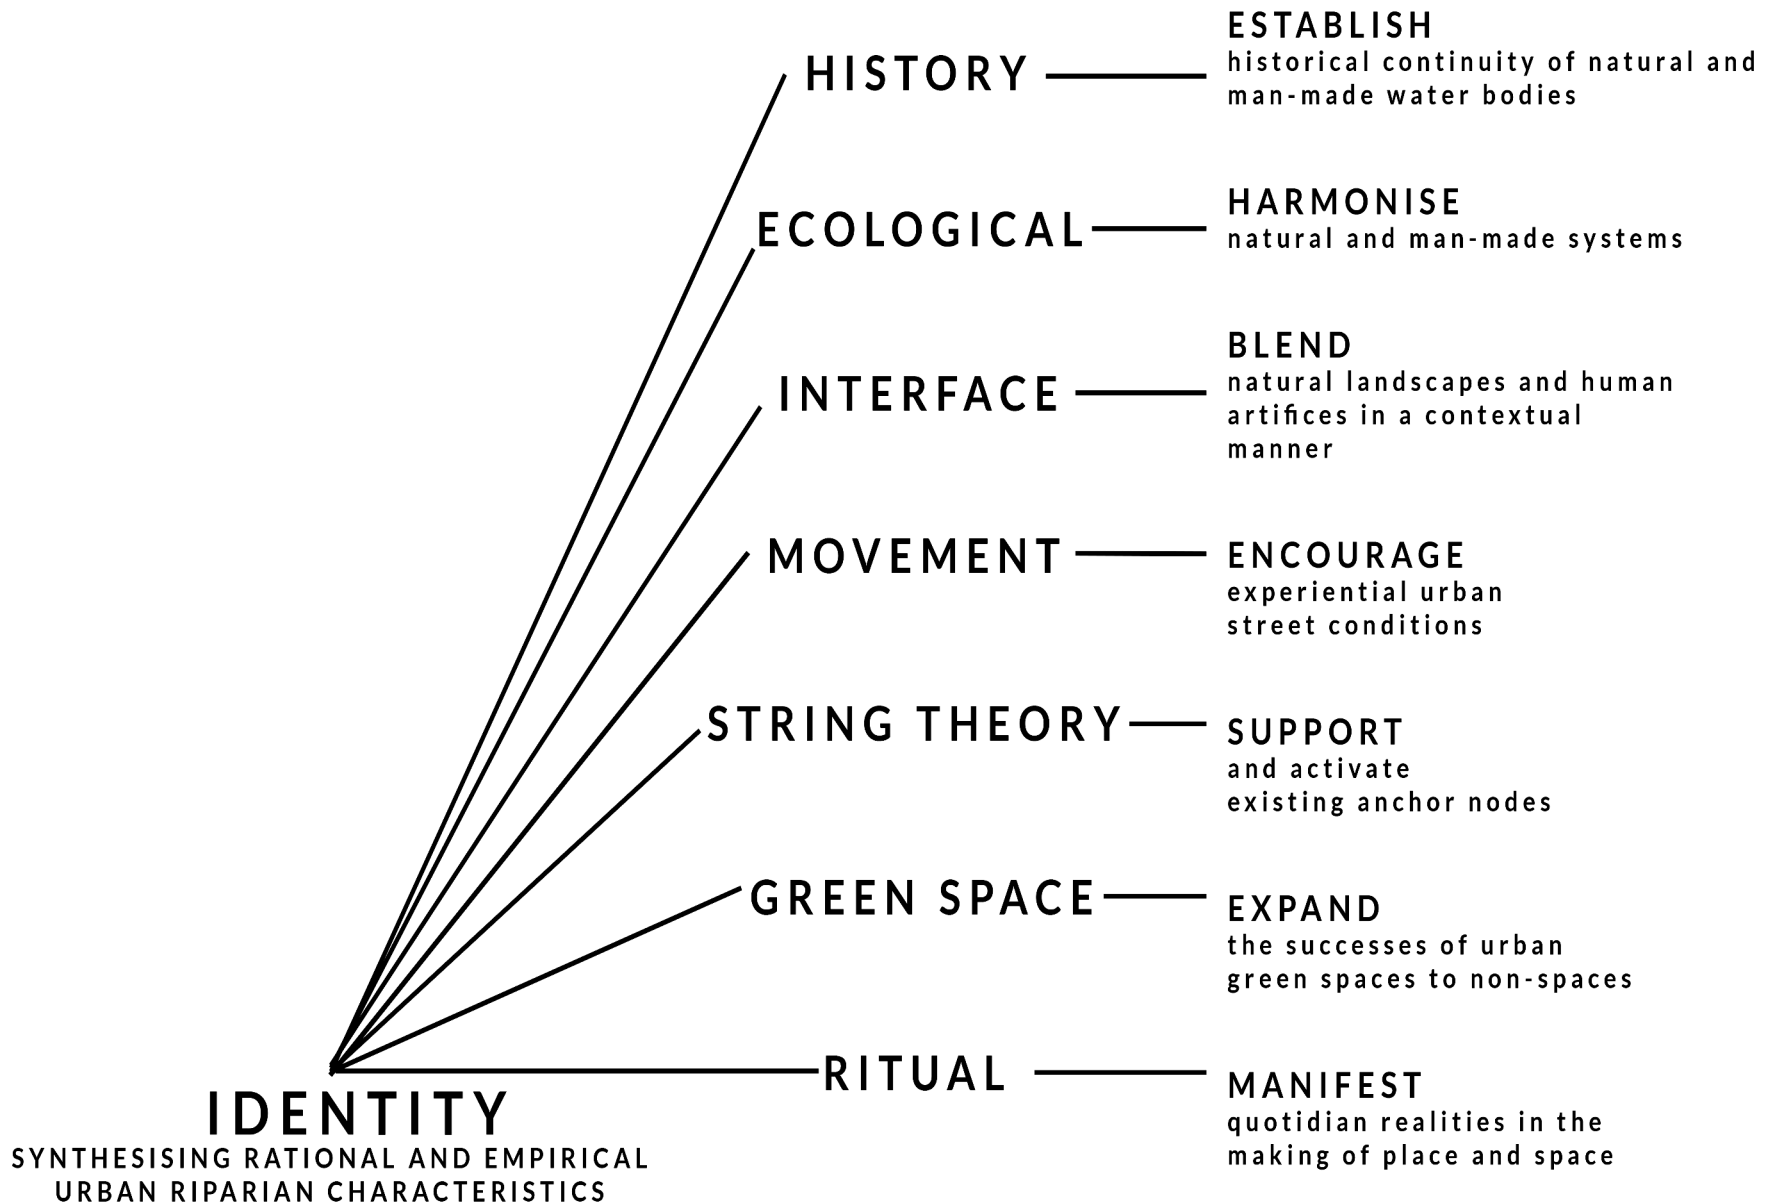 HISTORY
ESTABLISH
historical continuity of natural and
man-made water bodies
ECOLOGICAL
HARMONISE
natural and man-made systems
INTERFACE
BLEND
natural landscapes and human
artifices in a contextual
manner
MOVEMENT
ENCOURAGE
experiential urban
street conditions
STRING THEORY
SUPPORT
and activate
existing anchor nodes
GREEN SPACE
EXPAND
the successes of urban
green spaces to non-spaces
RITUAL
MANIFEST
quotidian realities in the
making of place and space
IDENTITY
SYNTHESISING RATIONAL AND EMPIRICAL
URBAN RIPARIAN CHARACTERISTICS